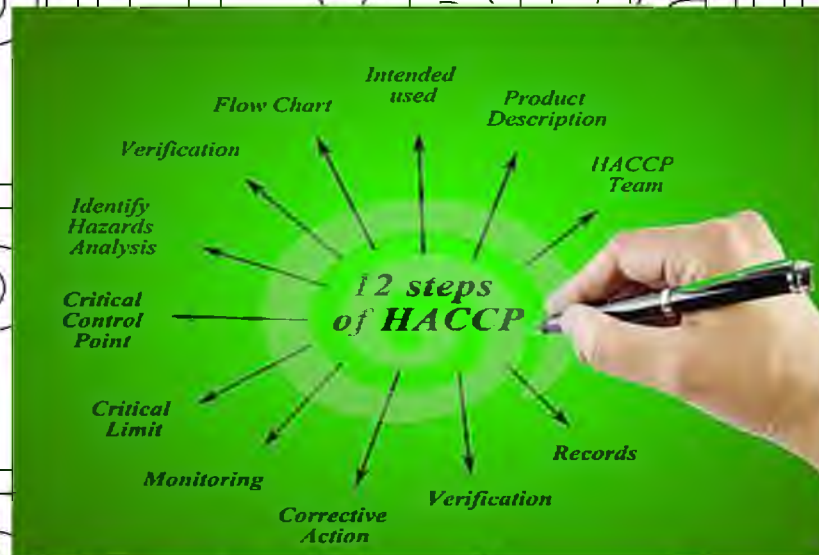 12 steps
of HACCP
HACCP
Team
Product
Description
Intended
used
Flow Chart
Verification
Identify
Hazards
Analysis
Critical
Control
Point
Critical
Limit
Monitoring
Corrective
Action
Verification
Records